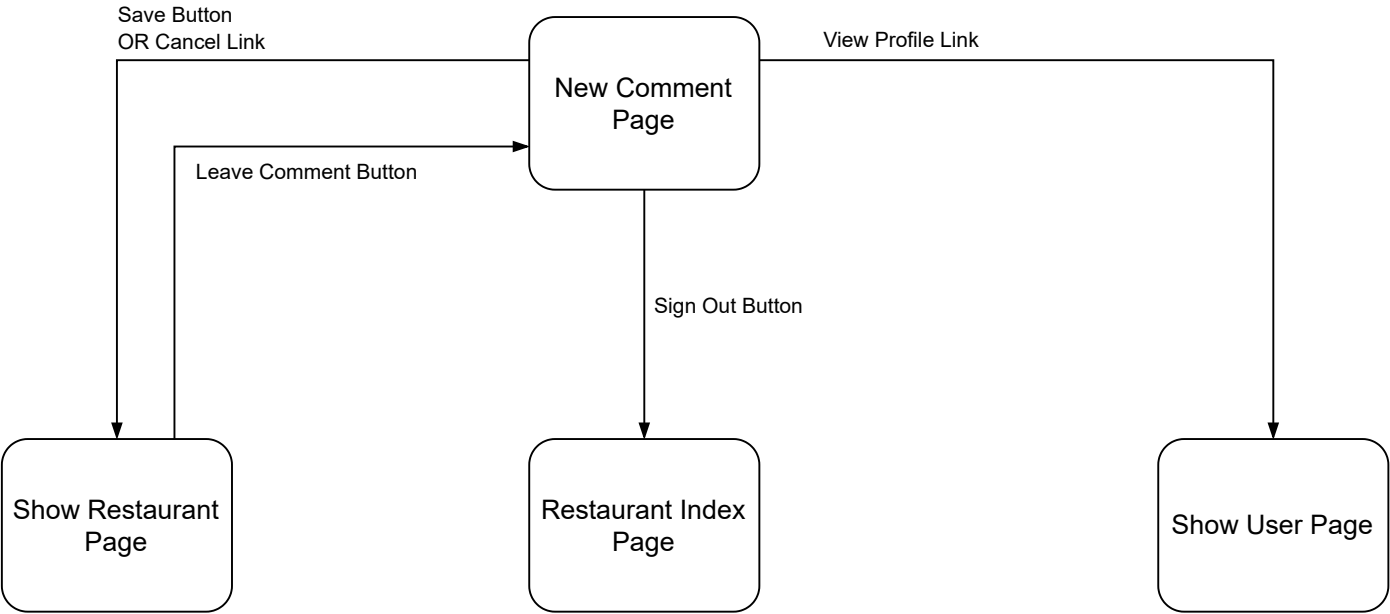 Save Button
OR Cancel Link
View Profile Link
New Comment
Page
Leave Comment Button
Sign Out Button
Show Restaurant
Page
Restaurant Index
Page
Show User Page